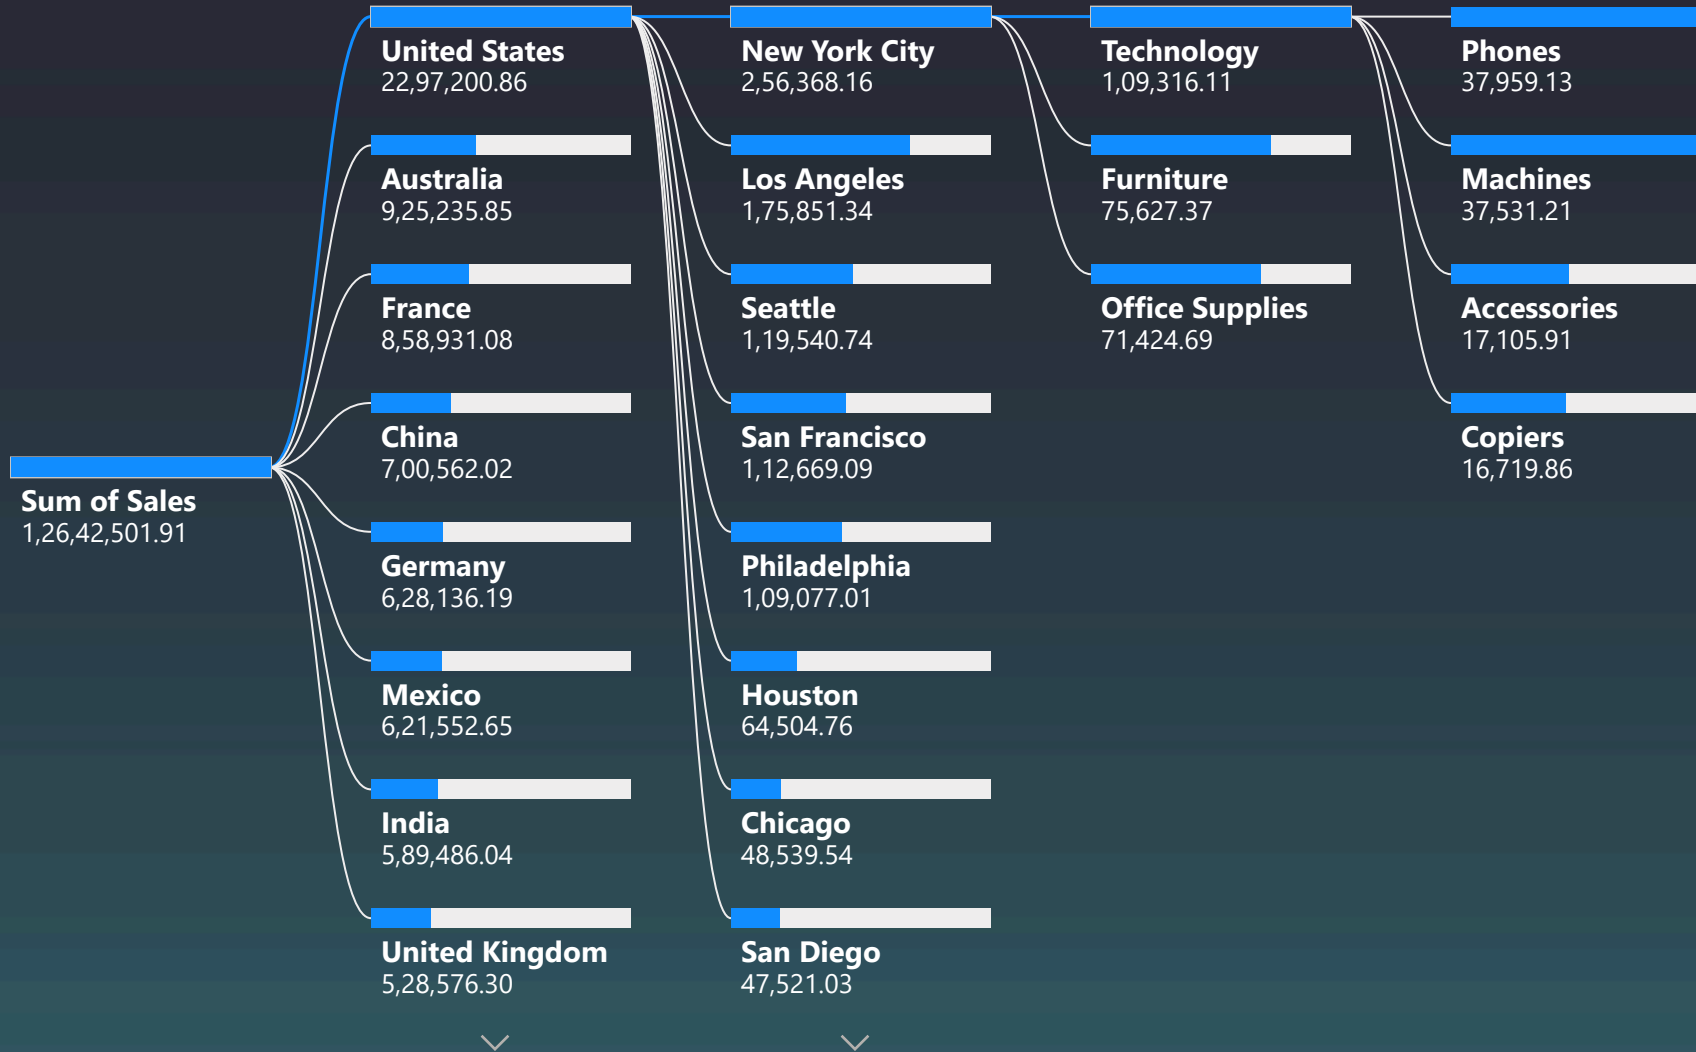 Sum of Sales
1,26,42,501.91
United States
22,97,200.86
Australia
9,25,235.85
France
8,58,931.08
China
7,00,562.02
Germany
6,28,136.19
Mexico
6,21,552.65
India
5,89,486.04
United Kingdom
5,28,576.30
New York City
2,56,368.16
Los Angeles
1,75,851.34
Seattle
1,19,540.74
San Francisco
1,12,669.09
Philadelphia
1,09,077.01
Houston
64,504.76
Chicago
48,539.54
San Diego
47,521.03
Technology
1,09,316.11
Furniture
75,627.37
Office Supplies
71,424.69
Phones
37,959.13
Machines
37,531.21
Accessories
17,105.91
Copiers
16,719.86